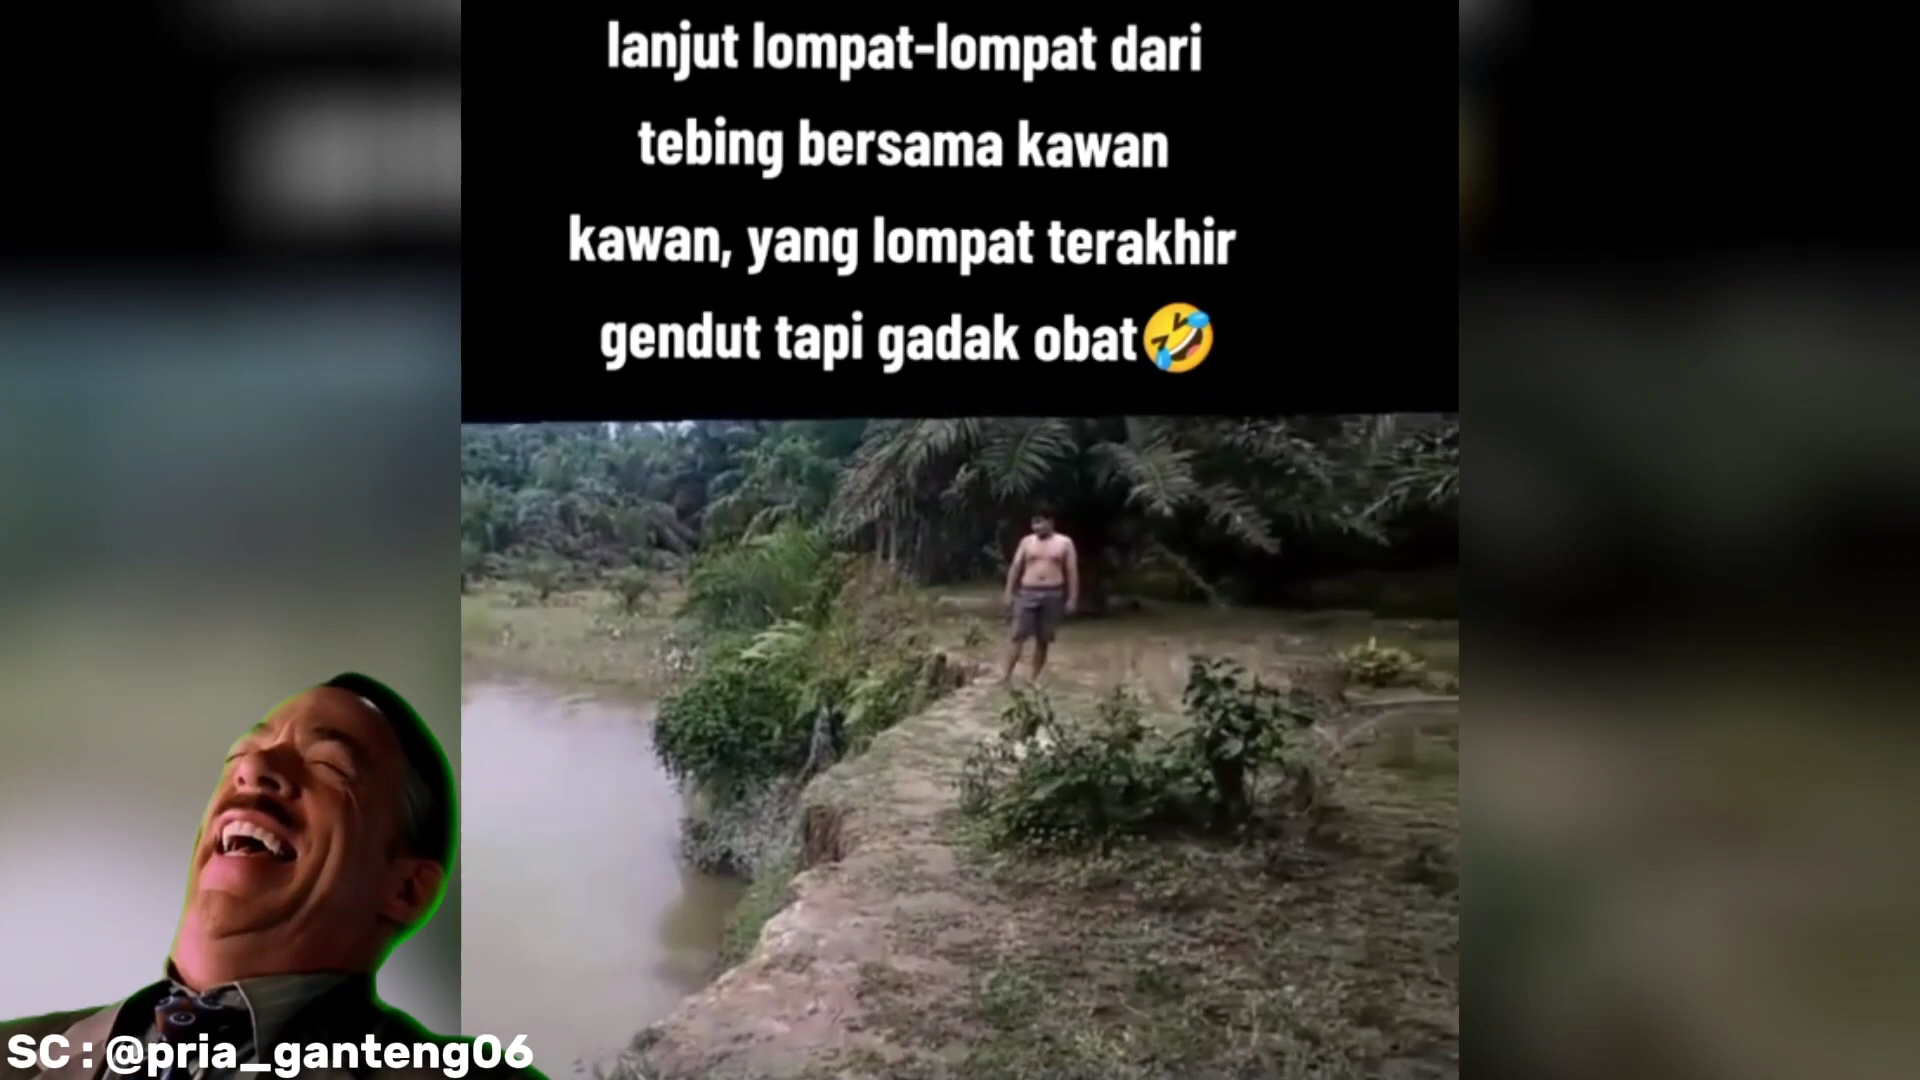 lanjut lompat-lompat dari
tebing bersama kawan
kawan, yang lompat terakhir
gendut tapi gadak obat🤣
SC : @pria_ganteng06